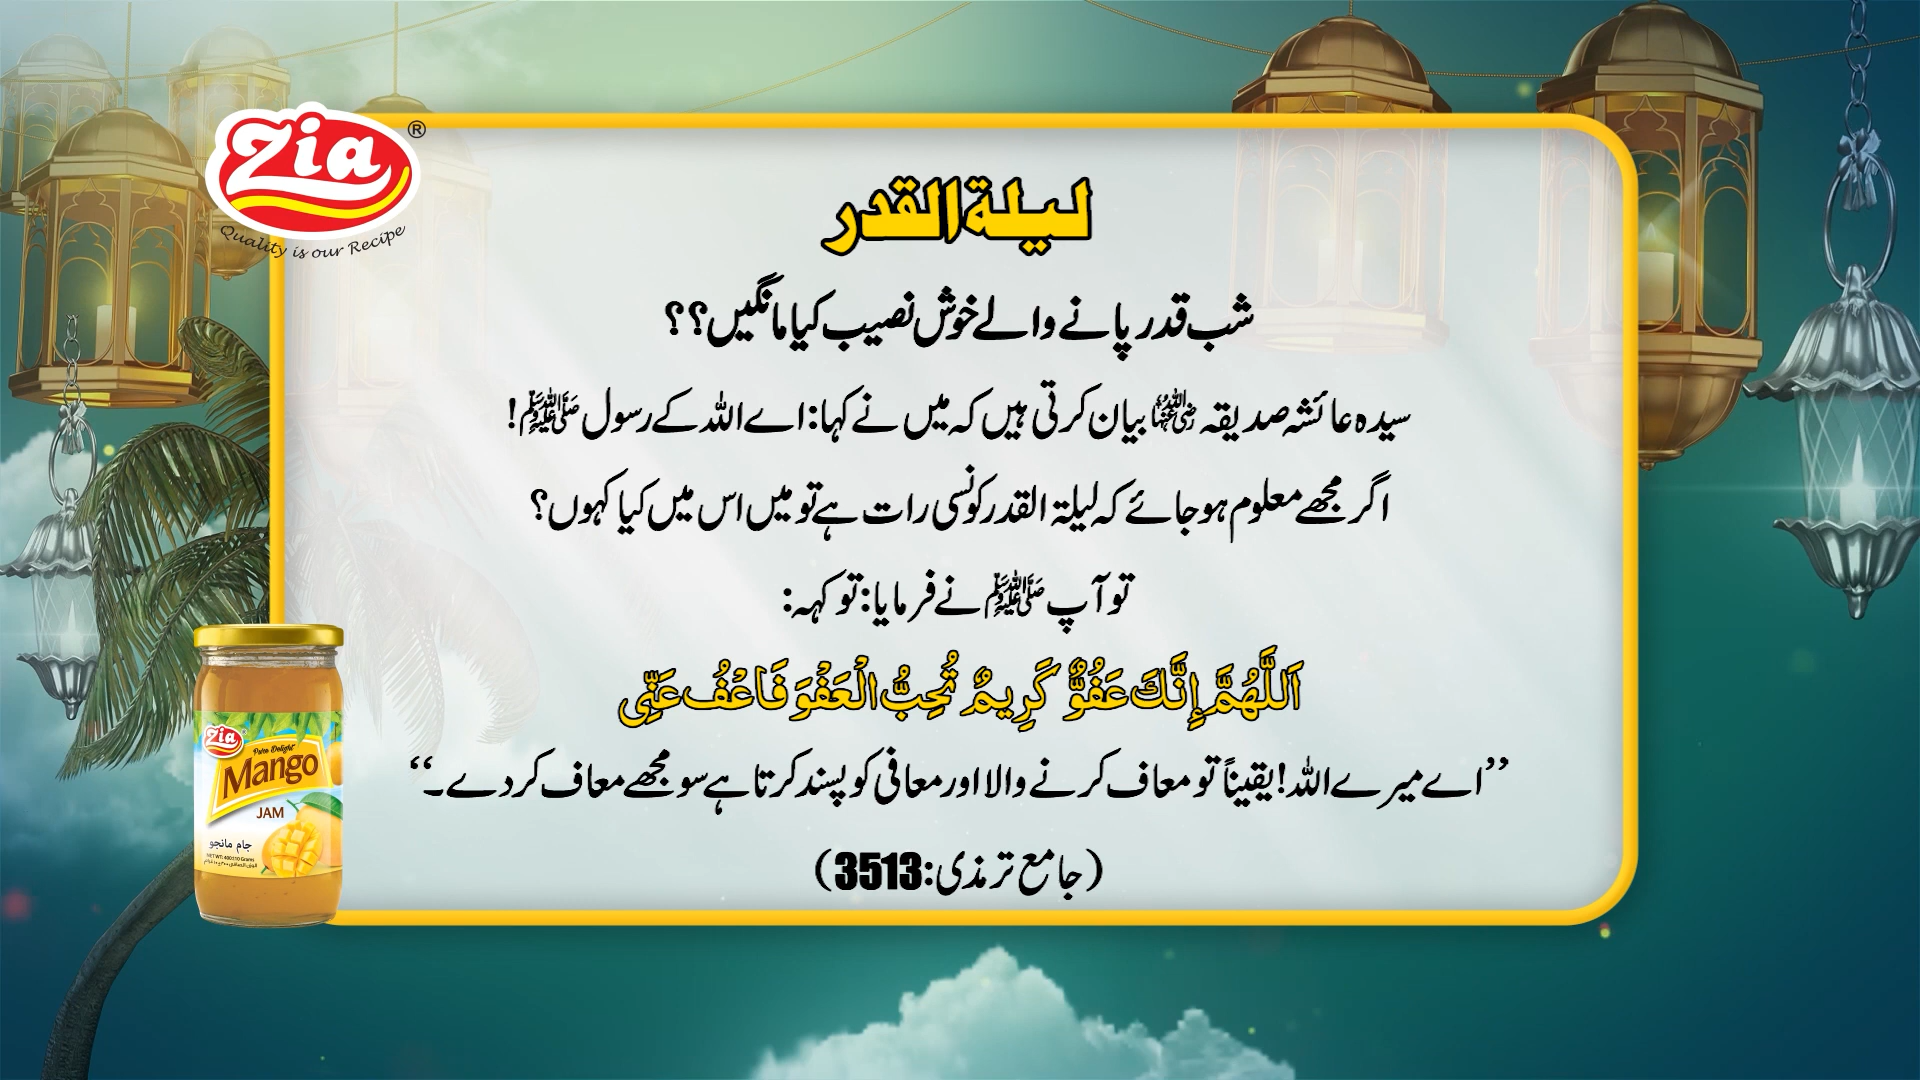 Zia®
Quality is our Recipe
لیلة القدر
شب قدر پانے والے خوش نصیب کیا مانگیں؟؟
سیدہ عائشہ صدیقہ رضی اللہ عنہا بیان کرتی ہیں کہ میں نے کہا: اے اللہ کے رسول ﷺ!
اگر مجھے معلوم ہو جائے کہ لیلۃ القدر کونسی رات ہے تو میں اس میں کیا کہوں؟
تو آپ ﷺ نے فرمایا: تو کہہ:
اَللَّهُمَّ إِنَّكَ عَفُوٌّ كَرِيمٌ تُحِبُّ الْعَفْوَ فَاعْفُ عَنِّي
’’اے میرے اللہ! یقیناً تو معاف کرنے والا اور معافی کو پسند کرتا ہے سو مجھے معاف کر دے۔‘‘
(جامع ترمذی: 3513)
Zia
Mango
JAM
جام مانجو